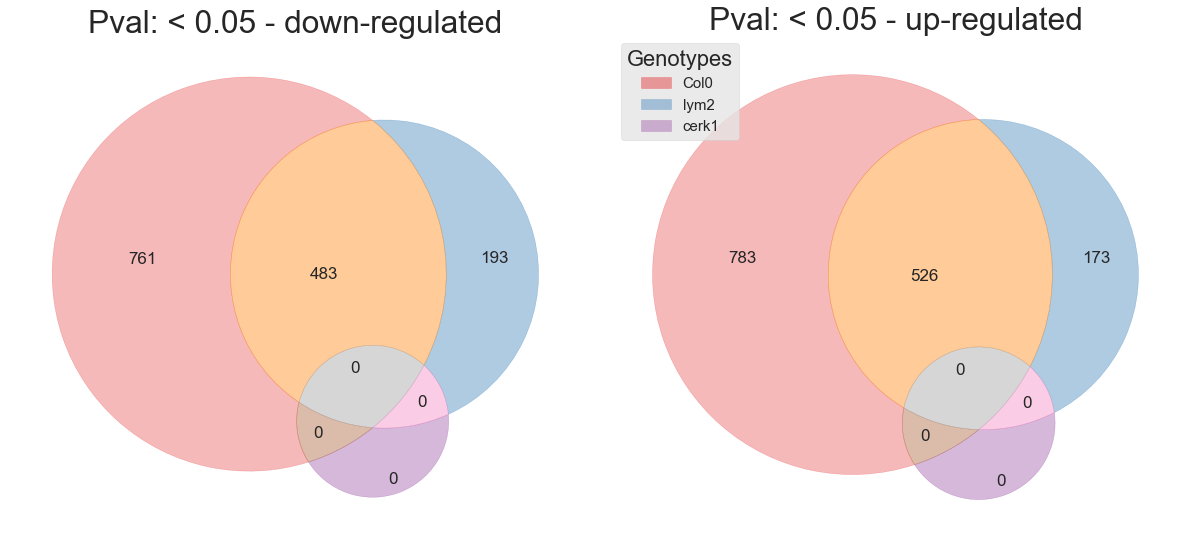 Pval: < 0.05 - down-regulated
761
483
193
0
0
0
0
Pval: < 0.05 - up-regulated
Genotypes
Col0
lym2
cerk1
783
526
173
0
0
0
0